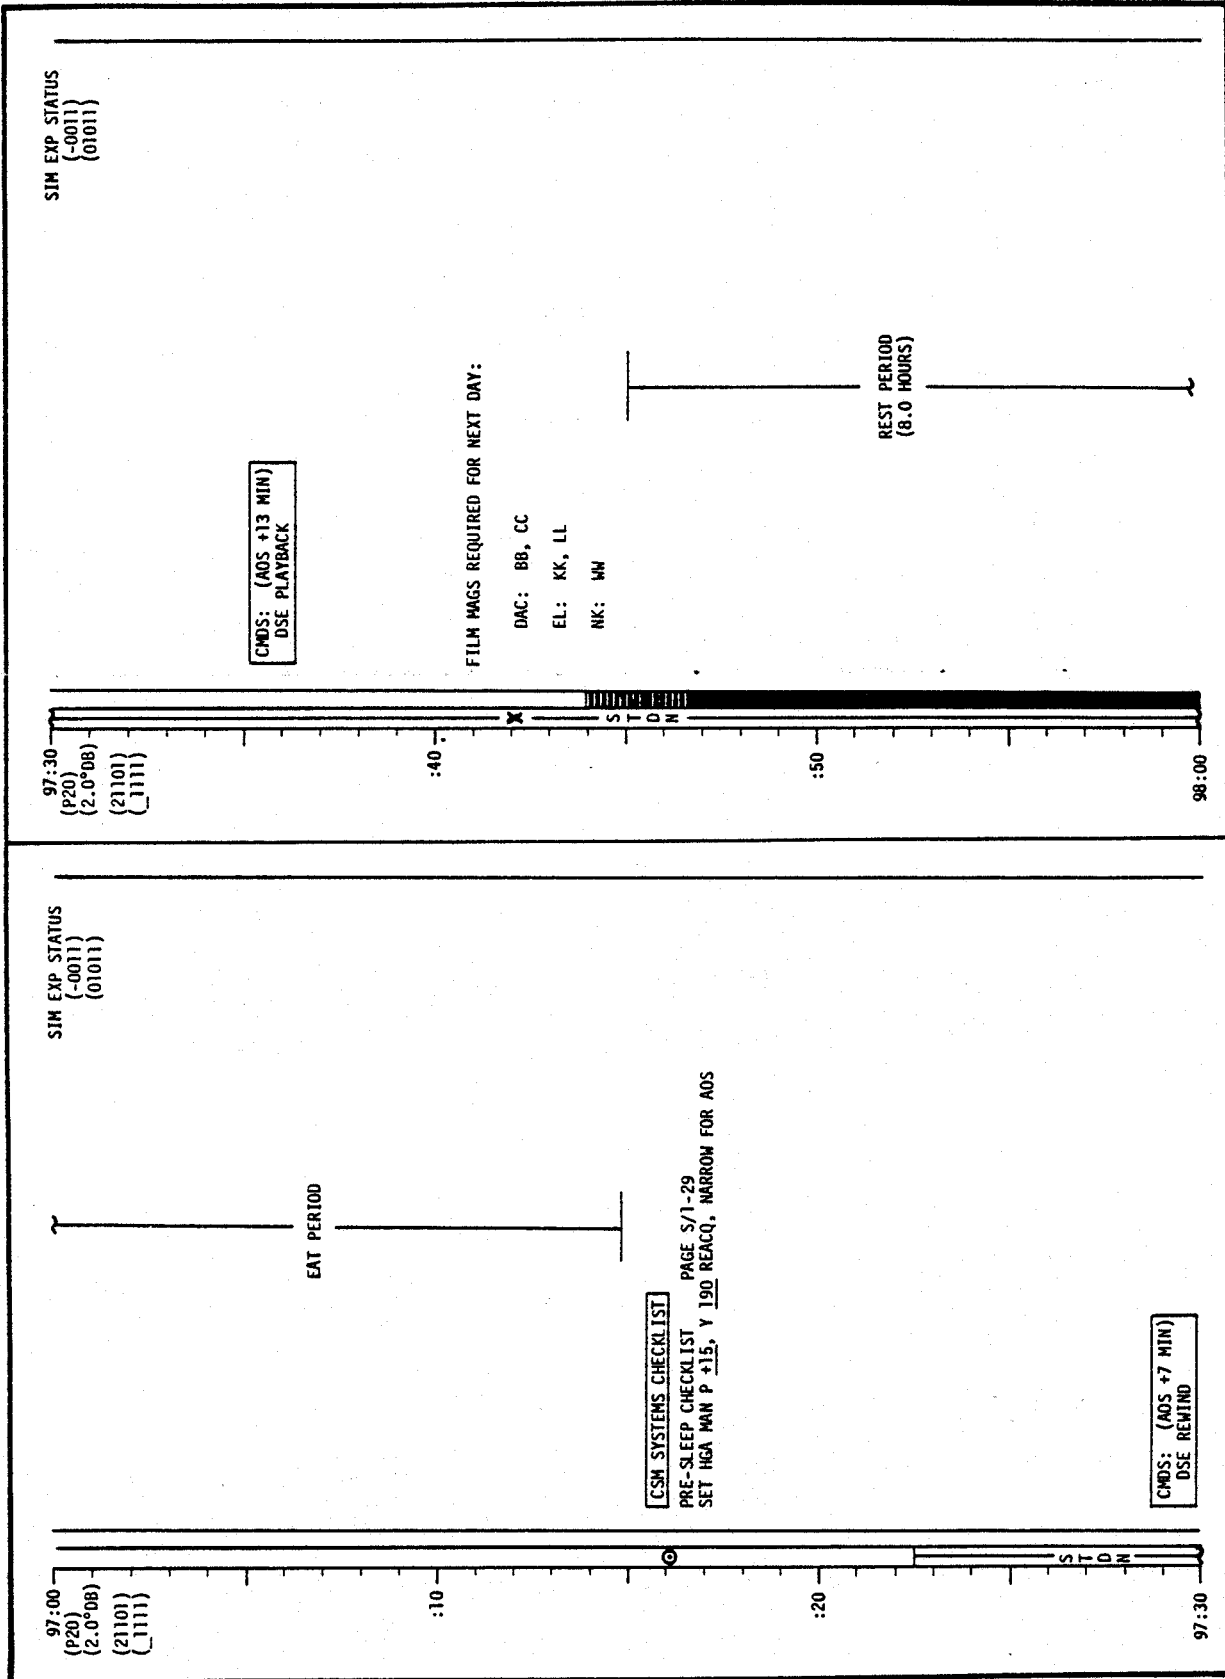 97:00
(P20)
(2.0°DB)
(21101)
(_1111)
:10
:20
97:30
STDN
SIM EXP STATUS
(-0011)
(01011)
EAT PERIOD
CSM SYSTEMS CHECKLIST
PRE-SLEEP CHECKLIST PAGE S/1-29
SET HGA MAN P +15, Y 190 REACQ, NARROW FOR AOS
CMDS: (AOS +7 MIN)
DSE REWIND
97:30
(P20)
(2.0°DB)
(21101)
(_1111)
:40
:50
98:00
X
STDN
SIM EXP STATUS
(-0011)
(01011)
CMDS: (AOS +13 MIN)
DSE PLAYBACK
FILM MAGS REQUIRED FOR NEXT DAY:
DAC: BB, CC
EL: KK, LL
NK: WW
REST PERIOD
(8.0 HOURS)